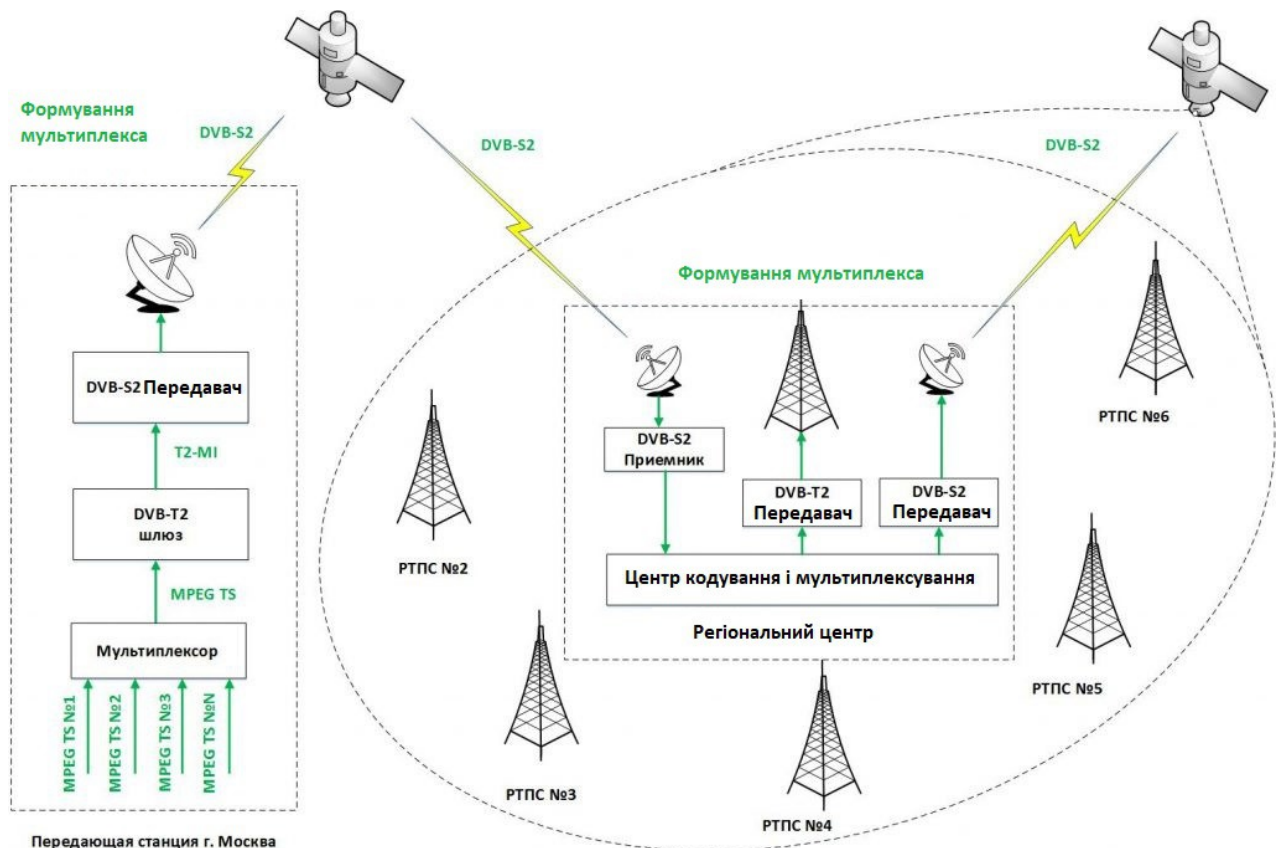 Формування
мультиплекса
DVB-S2
DVB-S2
DVB-S2
DVB-S2 Передавач
T2-MI
DVB-T2
шлюз
MPEG TS
Мультиплексор
MPEG TS №1
MPEG TS №2
MPEG TS №3
MPEG TS №N
Передающая станция г. Москва
Формування мультиплекса
DVB-S2
Приемник
DVB-T2
Передавач
DVB-S2
Передавач
Центр кодування і мультиплексування
Регіональний центр
РТПС №2
РТПС №3
РТПС №4
РТПС №5
РТПС №6